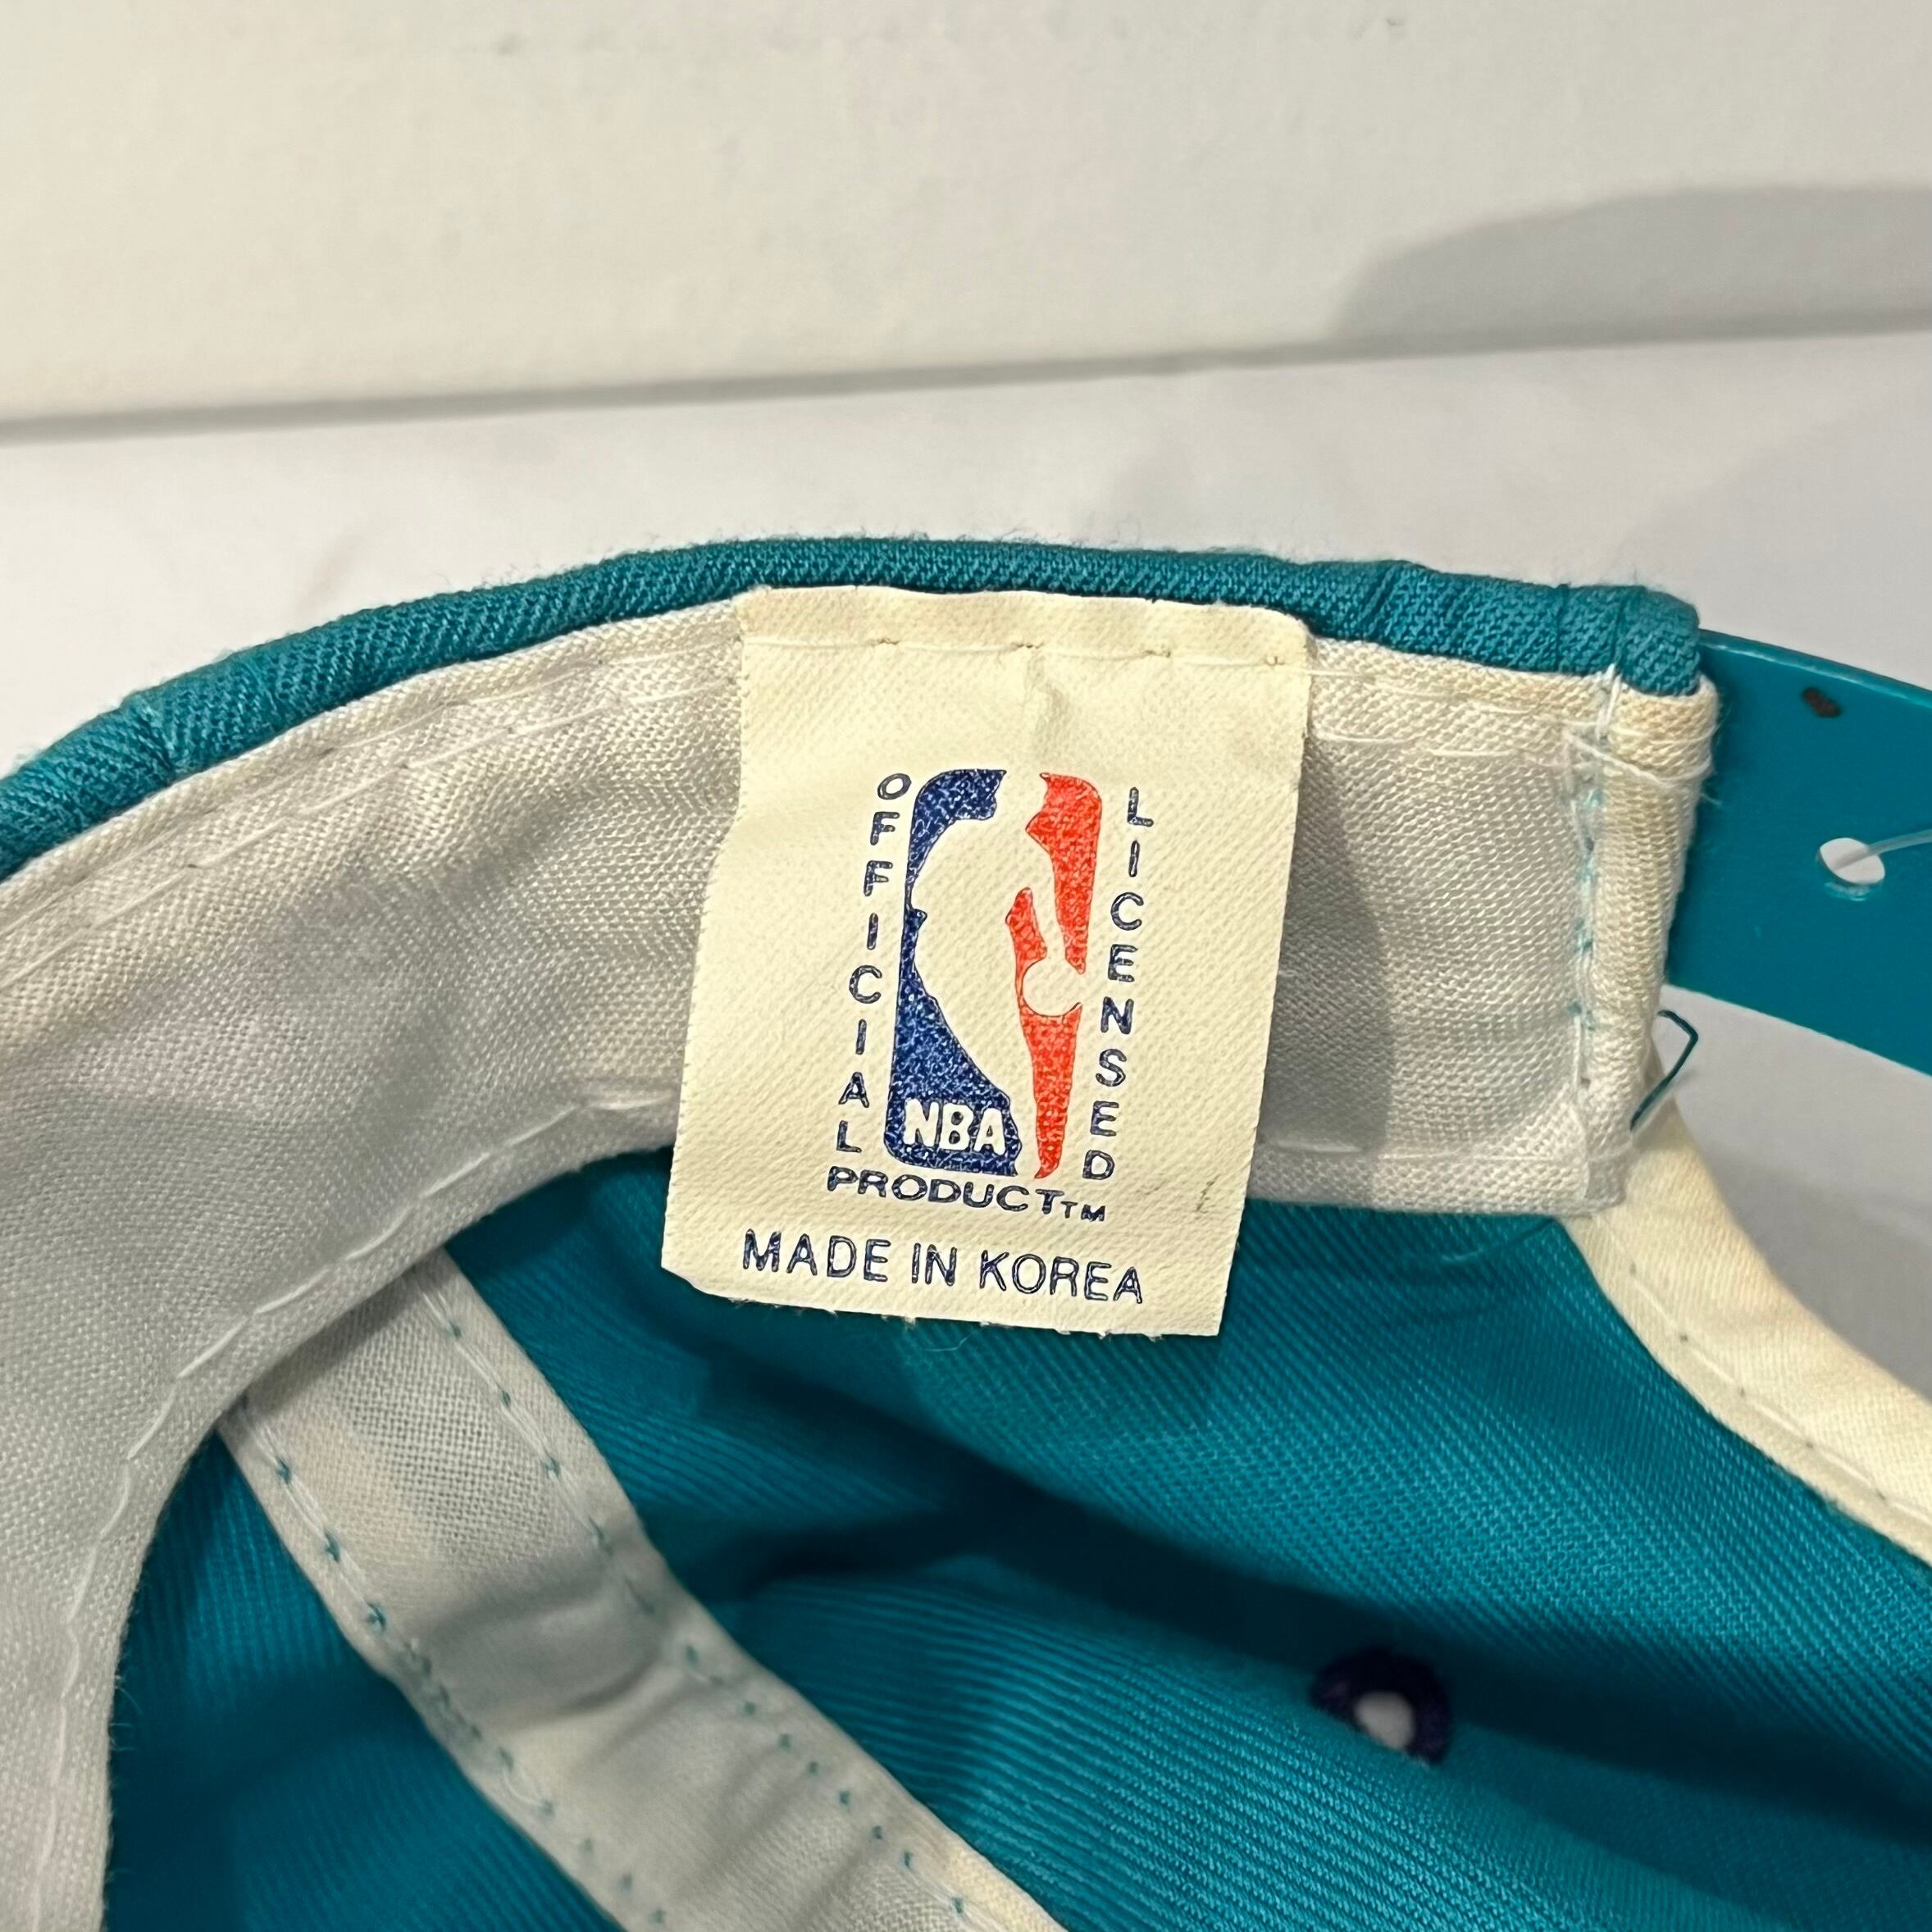 OFFICIAL
NBA
LICENSED
PRODUCT™
MADE IN KOREA